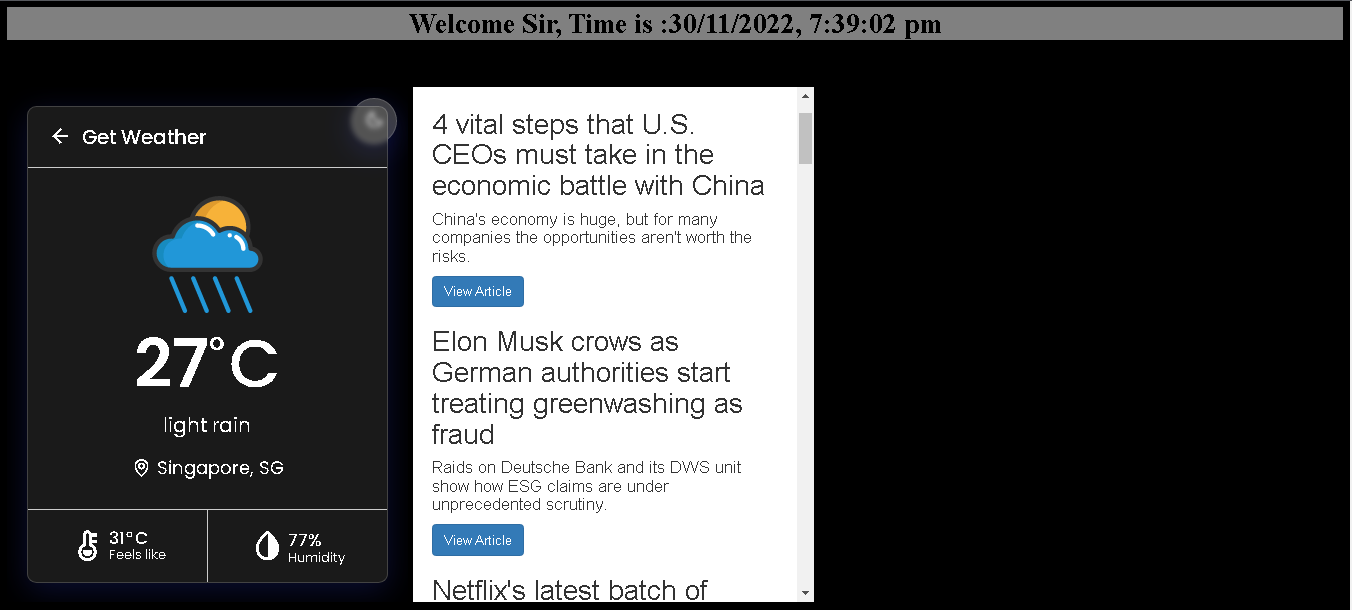 Welcome Sir, Time is :30/11/2022, 7:39:02 pm
Get Weather
27°C
light rain
Singapore, SG
31°C
Feels like
77%
Humidity
4 vital steps that U.S.
CEOs must take in the
economic battle with China
China's economy is huge, but for many
companies the opportunities aren't worth the
risks.
View Article
Elon Musk crows as
German authorities start
treating greenwashing as
fraud
Raids on Deutsche Bank and its DWS unit
show how ESG claims are under
unprecedented scrutiny.
View Article
Netflix's latest batch of